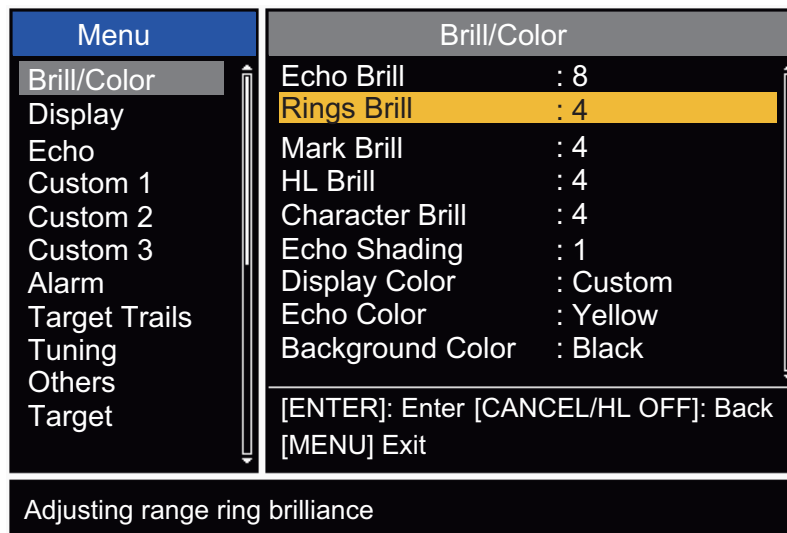 Menu
Brill/Color
Display
Echo
Custom 1
Custom 2
Custom 3
Alarm
Target Trails
Tuning
Others
Target
Brill/Color
Echo Brill : 8
Rings Brill : 4
Mark Brill : 4
HL Brill : 4
Character Brill : 4
Echo Shading : 1
Display Color : Custom
Echo Color : Yellow
Background Color : Black
[ENTER]: Enter [CANCEL/HL OFF]: Back
[MENU] Exit
Adjusting range ring brilliance